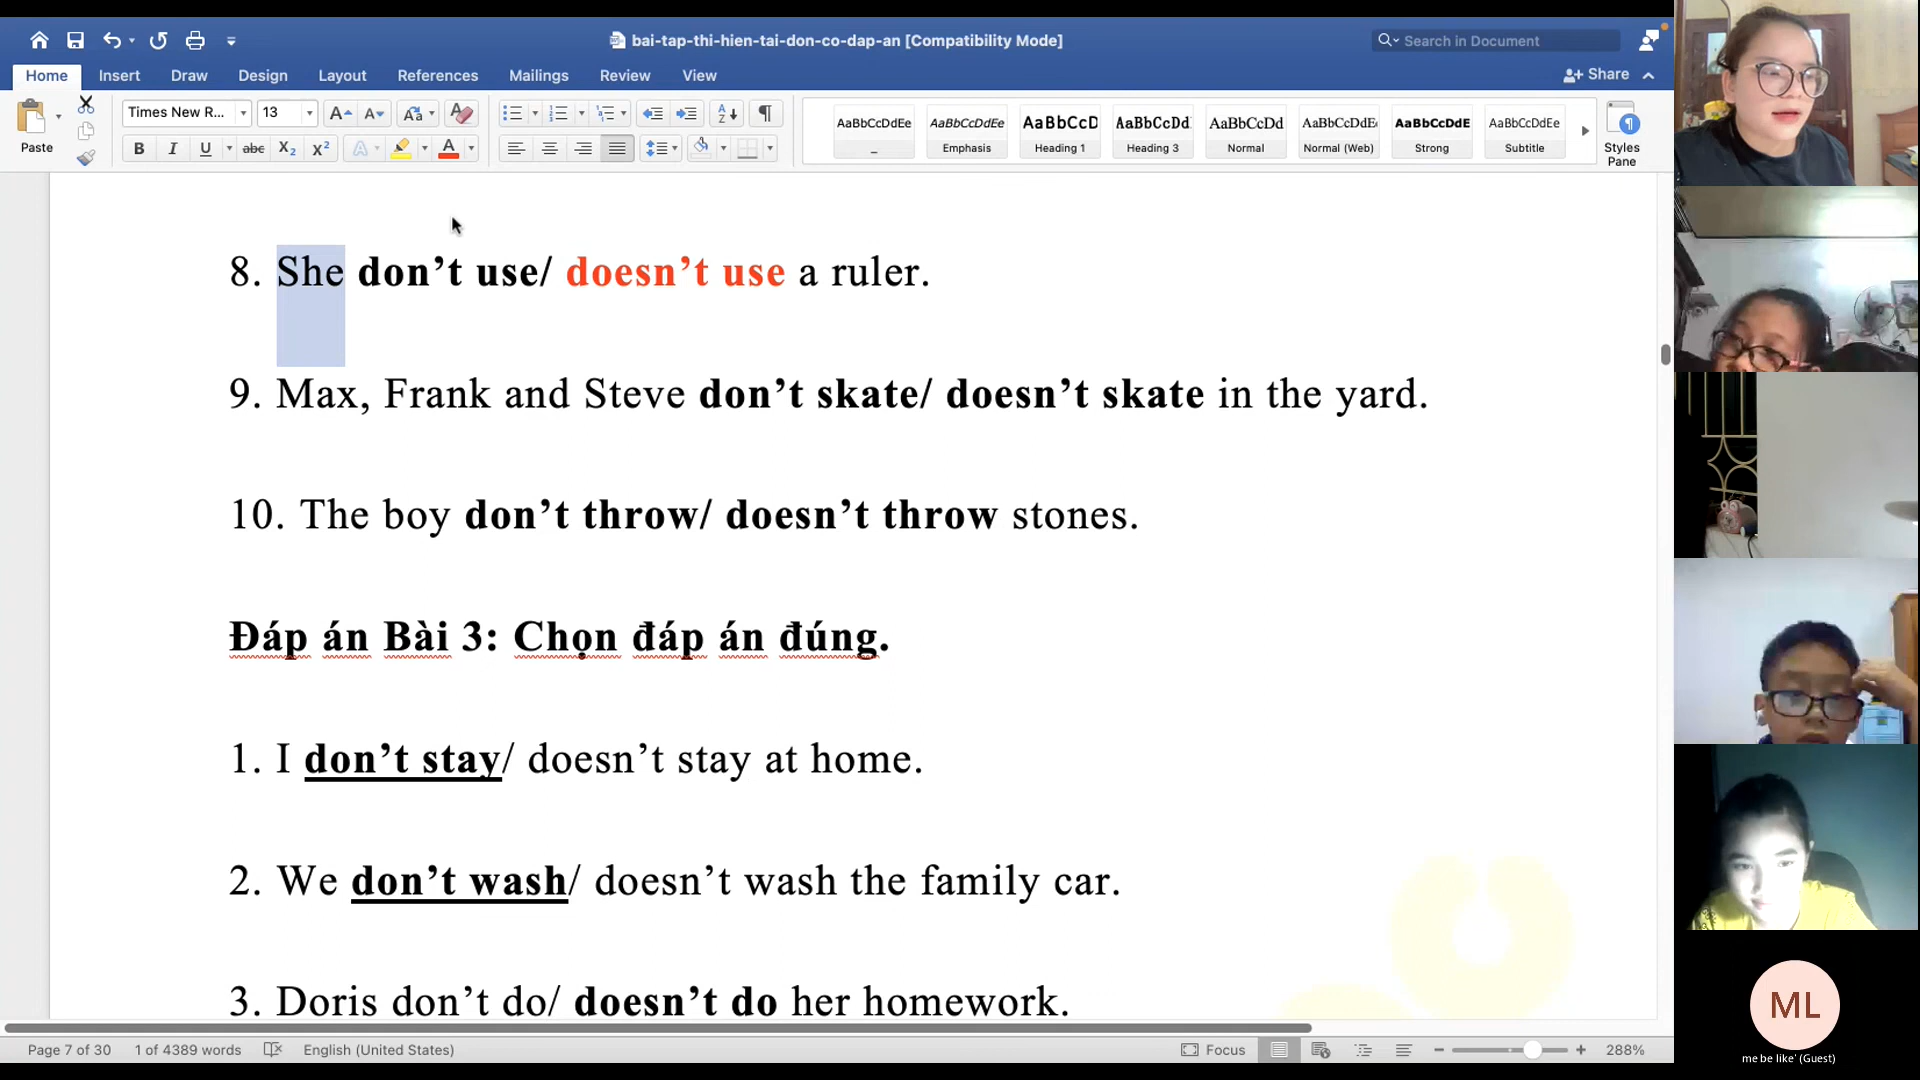 bai-tap-thi-hien-tai-don-co-dap-an [Compatibility Mode]
Search in Document
Home Insert Draw Design Layout References Mailings Review View
Share
Paste
Times New R... 13
AaBbCcDdEe AaBbCcDdEe AaBbCcD AaBbCcDd AaBbCcDd AaBbCcDdE AaBbCcDdE AaBbCcDdEe
Emphasis Heading 1 Heading 3 Normal Normal (Web) Strong Subtitle
Styles Pane
8. She don’t use/ doesn’t use a ruler.
9. Max, Frank and Steve don’t skate/ doesn’t skate in the yard.
10. The boy don’t throw/ doesn’t throw stones.
Đáp án Bài 3: Chọn đáp án đúng.
1. I don’t stay/ doesn’t stay at home.
2. We don’t wash/ doesn’t wash the family car.
3. Doris don’t do/ doesn’t do her homework.
Page 7 of 30 1 of 4389 words English (United States) Focus 288%
ML
me be like' (Guest)